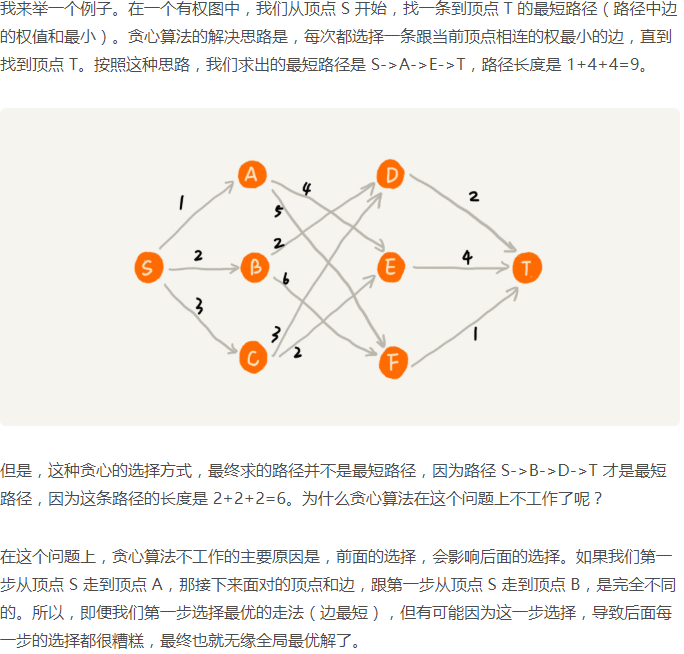 我来举一个例子。在一个有权图中，我们从顶点 S 开始，找一条到顶点 T 的最短路径（路径中边
的权值和最小）。贪心算法的解决思路是，每次都选择一条跟当前顶点相连的权最小的边，直到
找到顶点 T。按照这种思路，我们求出的最短路径是 S->A->E->T，路径长度是 1+4+4=9。
A
D
1
4
5
2
S
2
B
2
6
E
4
T
3
3
2
C
F
1
但是，这种贪心的选择方式，最终求的路径并不是最短路径，因为路径 S->B->D->T 才是最短
路径，因为这条路径的长度是 2+2+2=6。为什么贪心算法在这个问题上不工作了呢？
在这个问题上，贪心算法不工作的主要原因是，前面的选择，会影响后面的选择。如果我们第一
步从顶点 S 走到顶点 A，那接下来面对的顶点和边，跟第一步从顶点 S 走到顶点 B，是完全不同
的。所以，即便我们第一步选择最优的走法（边最短），但有可能因为这一步选择，导致后面每
一步的选择都很糟糕，最终也就无缘全局最优解了。